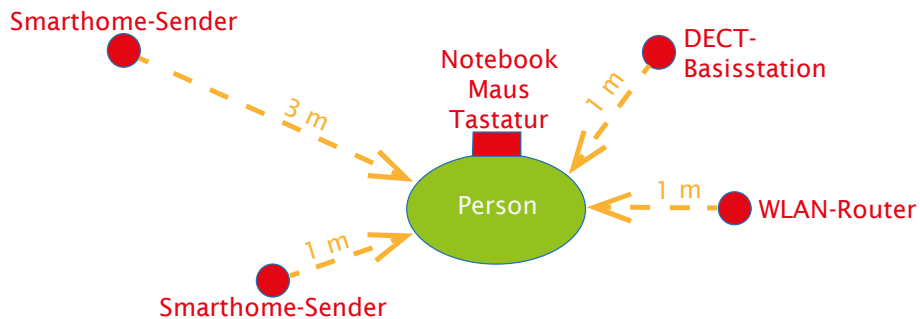 Smarthome-Sender
3 m
Notebook
Maus
Tastatur
DECT-
Basisstation
1 m
Person
1 m
WLAN-Router
1 m
Smarthome-Sender